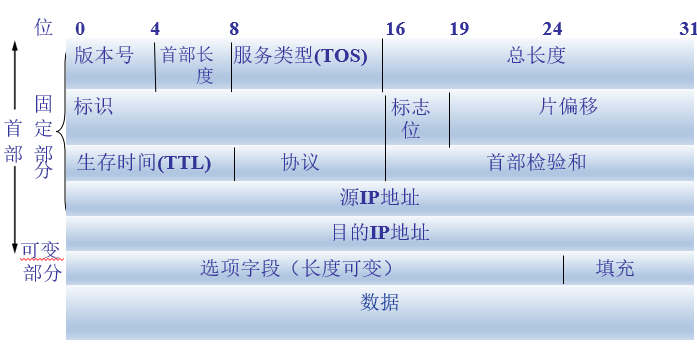 位 0 4 8 16 19 24 31
版本号 首部长度 服务类型(TOS) 总长度
标识 标志位 片偏移
生存时间(TTL) 协议 首部检验和
源IP地址
目的IP地址
选项字段（长度可变） 填充
数据
首部
固定部分
可变
部分